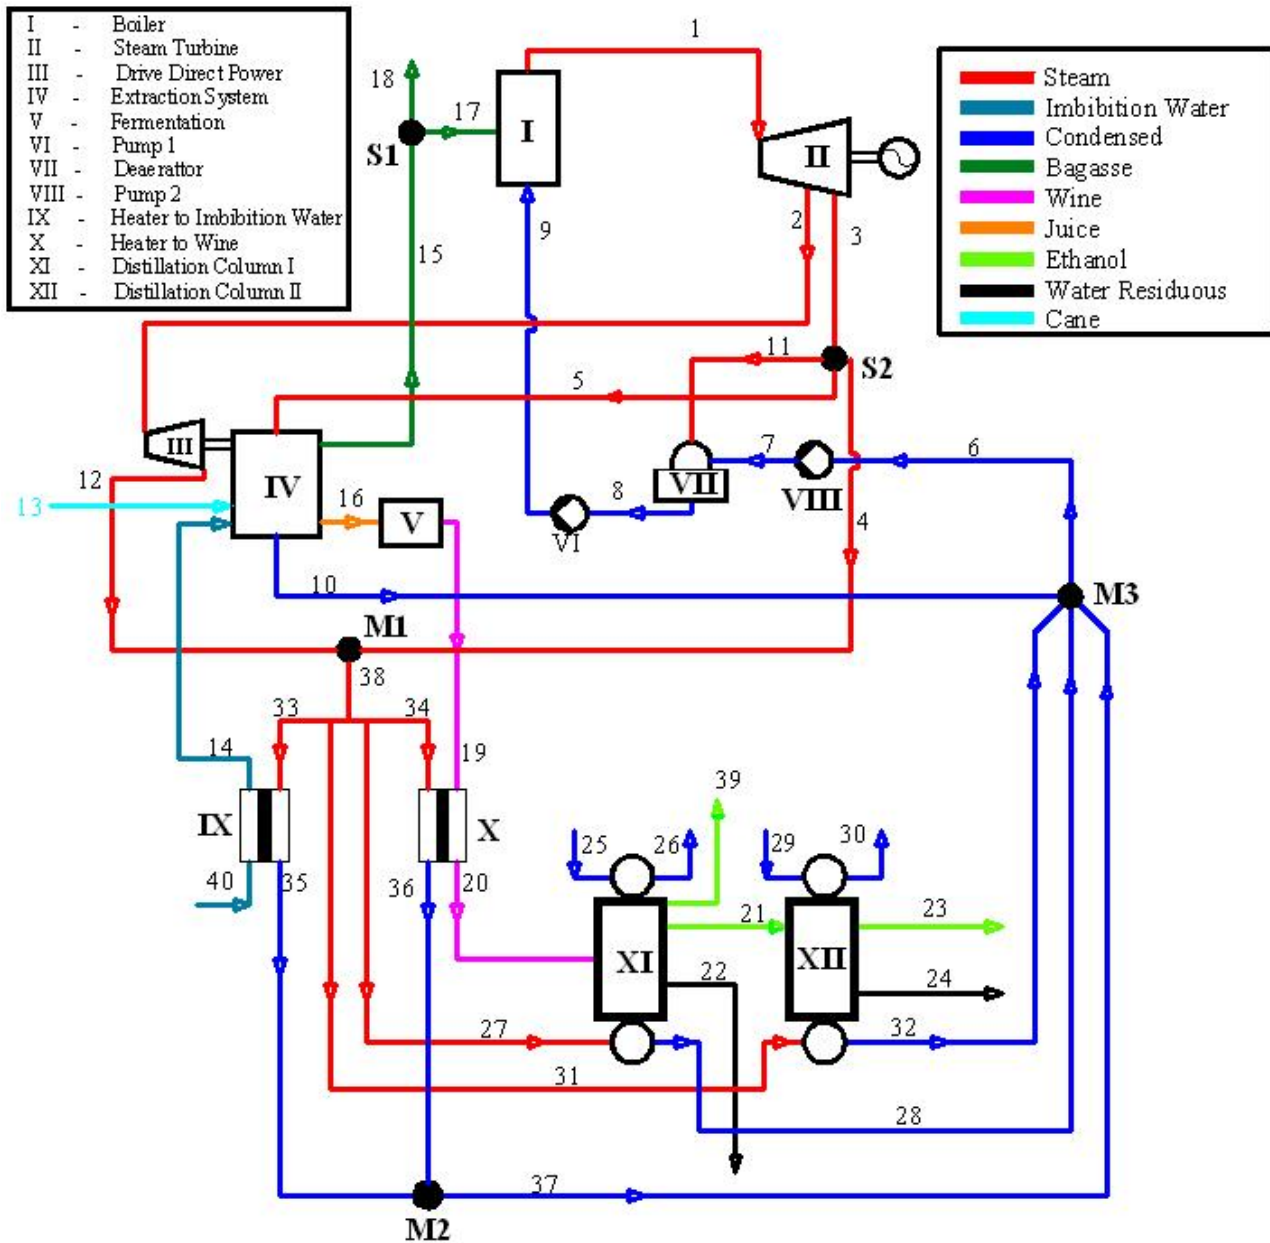 I - Boiler
II - Steam Turbine
III - Drive Direct Power
IV - Extraction System
V - Fermentation
VI - Pump 1
VII - Deaerattor
VIII - Pump 2
IX - Heater to Imbibition Water
X - Heater to Wine
XI - Distillation Column I
XII - Distillation Column II
Steam
Imbibition Water
Condensed
Bagasse
Wine
Juice
Ethanol
Water Residuous
Cane
1
18
17
S1
I
II
9
2
3
15
11
S2
5
III
12
IV
7
6
VII
VIII
13
16
V
8
VI
4
10
M3
M1
38
33
34
14
19
39
IX
X
25
26
29
30
40
35
36
20
21
23
XI
XII
22
24
27
32
31
28
37
M2